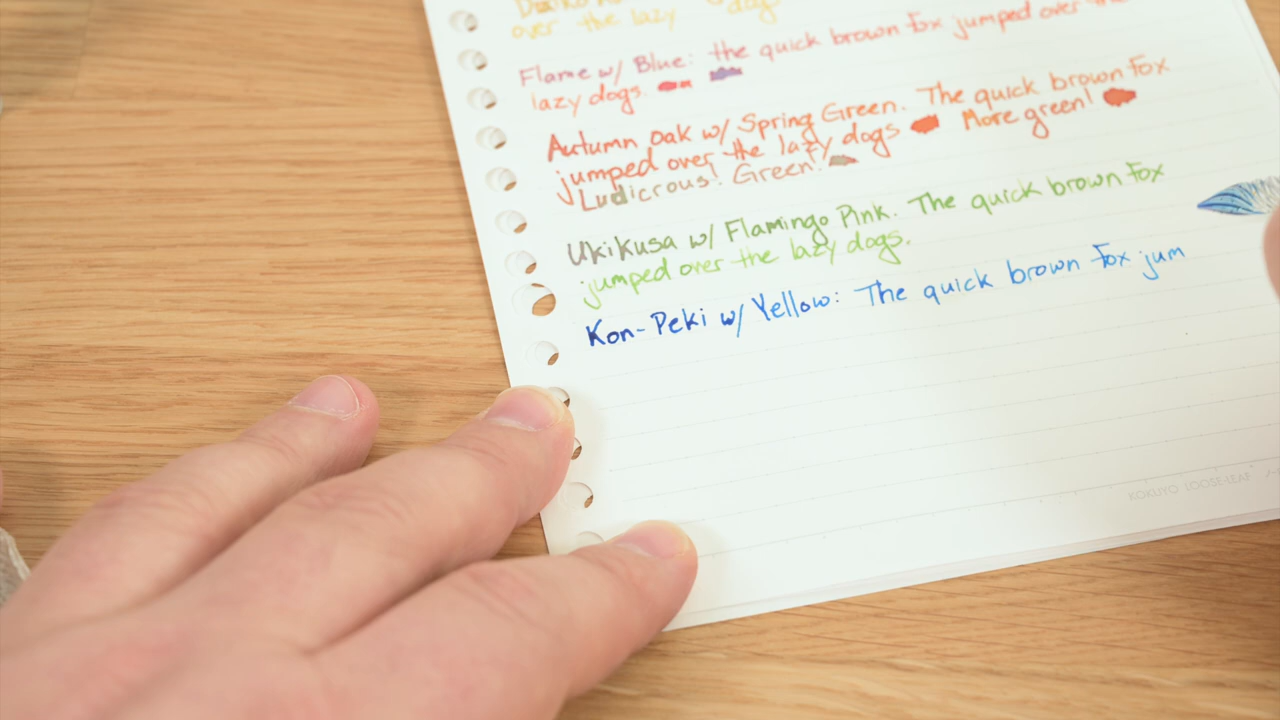 over the lazy dogs
Flame w/ Blue: the quick brown fox jumped over the
lazy dogs.
Autumn Oak w/ Spring Green. The quick brown fox
jumped over the lazy dogs More green!
Ludicrous! Green!
Ukikusa w/ Flamingo Pink. The quick brown fox
jumped over the lazy dogs.
Kon-Peki w/ Yellow: The quick brown fox jum
KOKUYO LOOSE-LEAF